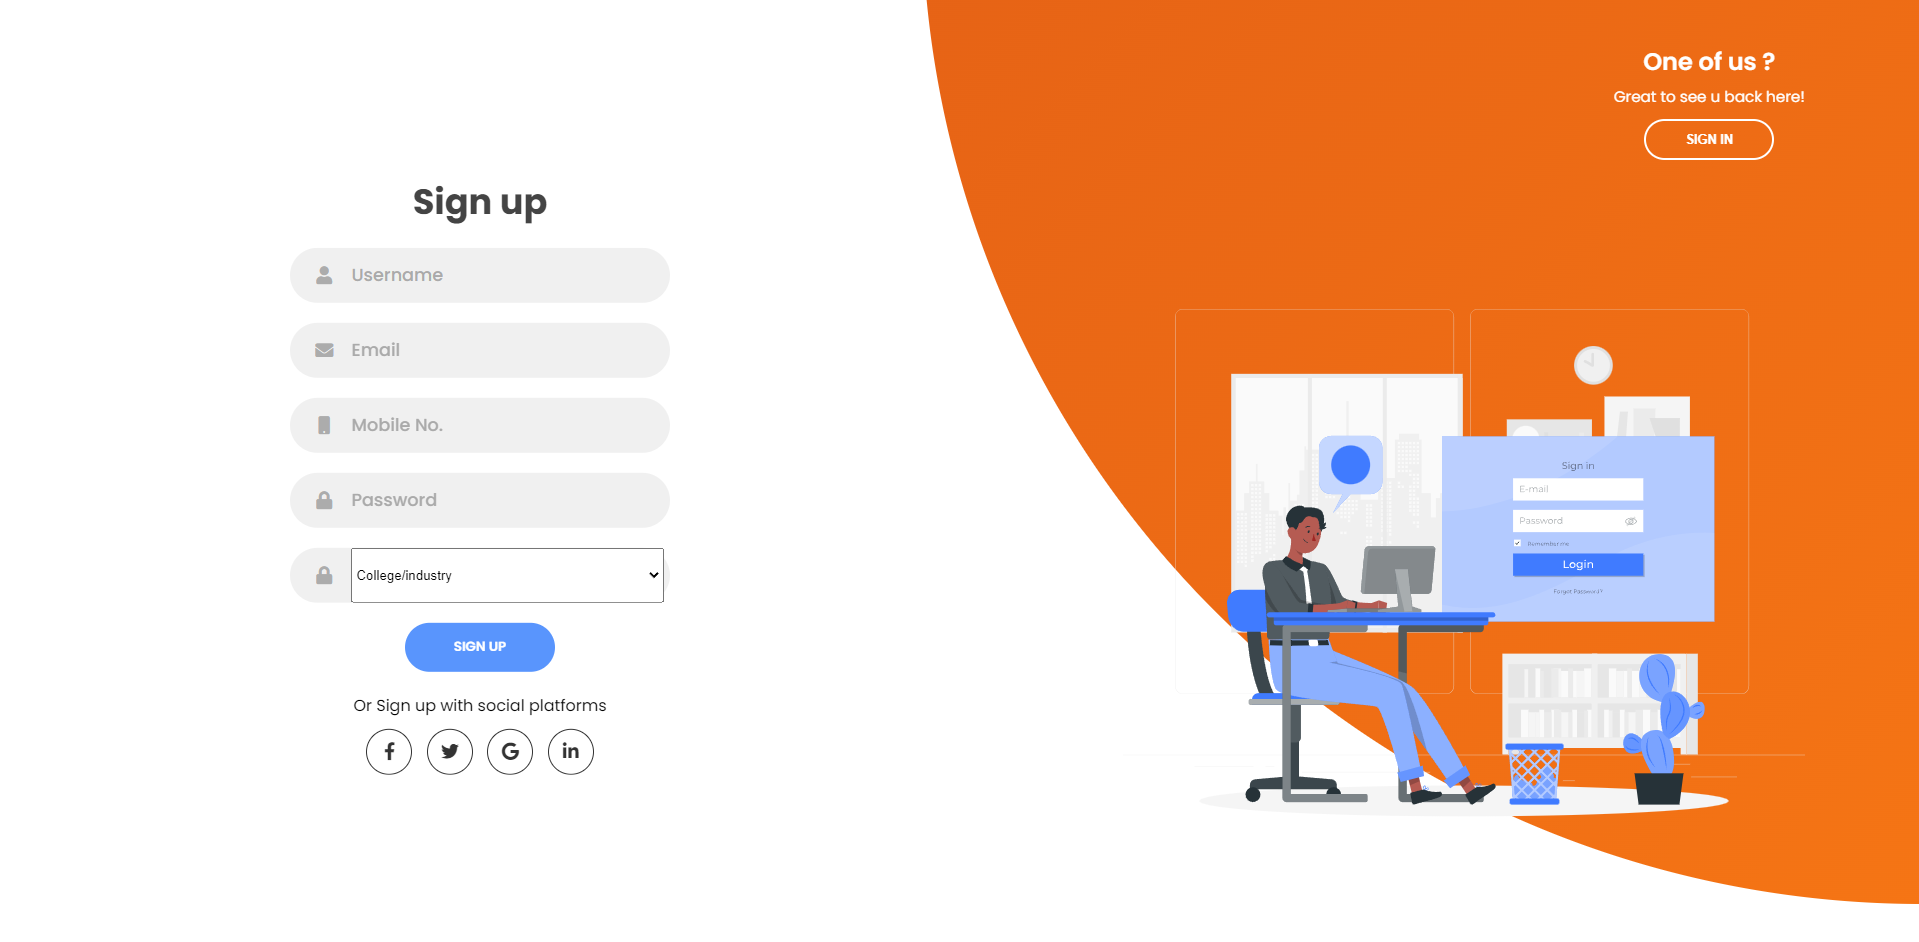 One of us ?
Great to see u back here!
SIGN IN
Sign up
Username
Email
Mobile No.
Password
College/industry
SIGN UP
Or Sign up with social platforms
Sign in
E-mail
Password
Remember me
Login
Forgot Password?